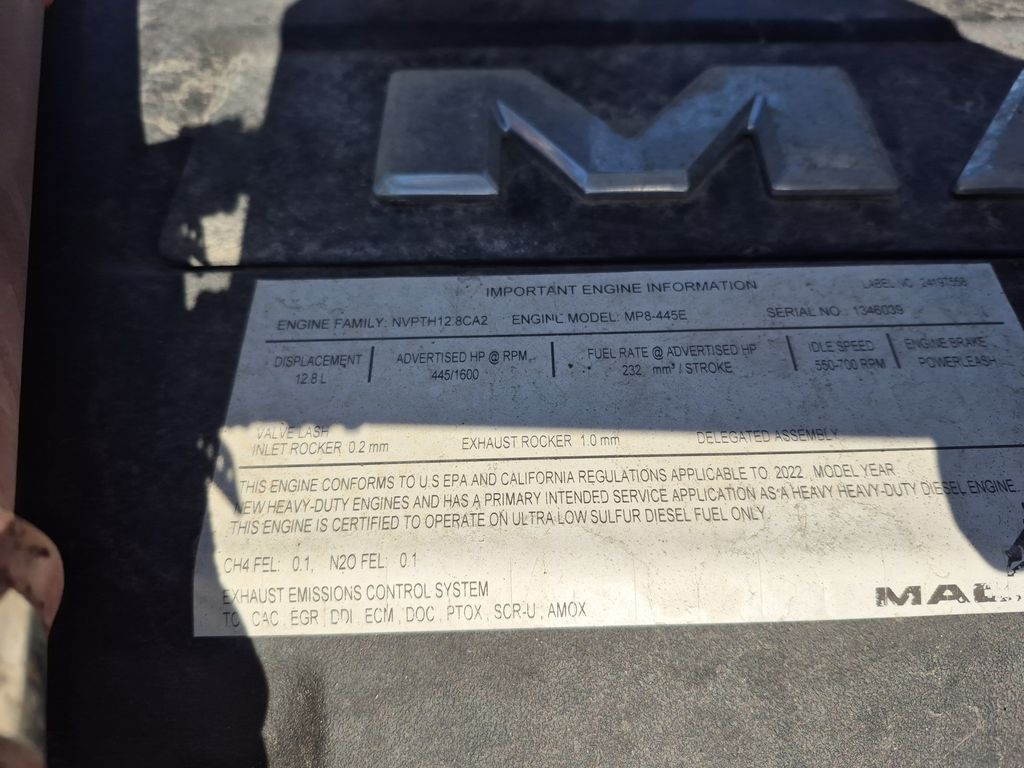 M
IMPORTANT ENGINE INFORMATION LABEL NO. 24197558
ENGINE FAMILY: NVPTH12.8CA2 ENGINE MODEL: MP8-445E SERIAL NO. 1346039
DISPLACEMENT ADVERTISED HP @ RPM FUEL RATE @ ADVERTISED HP IDLE SPEED ENGINE BRAKE
12.8 L 445/1600 232 mm³ / STROKE 550-700 RPM POWERLEASH
VALVE LASH
INLET ROCKER 0.2 mm EXHAUST ROCKER 1.0 mm DELEGATED ASSEMBLY
THIS ENGINE CONFORMS TO U.S EPA AND CALIFORNIA REGULATIONS APPLICABLE TO 2022 MODEL YEAR
NEW HEAVY-DUTY ENGINES AND HAS A PRIMARY INTENDED SERVICE APPLICATION AS A HEAVY HEAVY-DUTY DIESEL ENGINE.
THIS ENGINE IS CERTIFIED TO OPERATE ON ULTRA LOW SULFUR DIESEL FUEL ONLY
CH4 FEL: 0.1, N2O FEL: 0.1
EXHAUST EMISSIONS CONTROL SYSTEM
TC, CAC, EGR, DDI, ECM, DOC, PTOX, SCR-U, AMOX
MAC